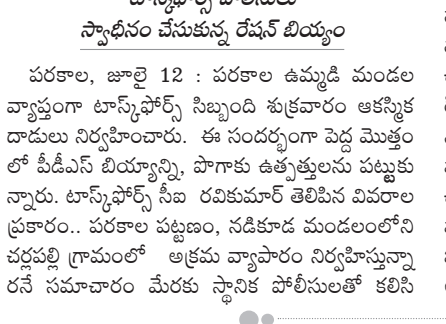 టాస్క్‌ఫోర్స్ పోలీసులు
స్వాధీనం చేసుకున్న రేషన్ బియ్యం
పరకాల, జూలై 12 : పరకాల ఉమ్మడి మండల
వ్యాప్తంగా టాస్క్‌ఫోర్స్ సిబ్బంది శుక్రవారం ఆకస్మిక
దాడులు నిర్వహించారు. ఈ సందర్భంగా పెద్ద మొత్తం
లో పీడీఎస్ బియ్యాన్ని, పొగాకు ఉత్పత్తులను పట్టుకు
న్నారు. టాస్క్‌ఫోర్స్ సీఐ రవికుమార్ తెలిపిన వివరాల
ప్రకారం.. పరకాల పట్టణం, నడికూడ మండలంలోని
చర్లపల్లి గ్రామంలో అక్రమ వ్యాపారం నిర్వహిస్తున్నా
రనే సమాచారం మేరకు స్థానిక పోలీసులతో కలిసి